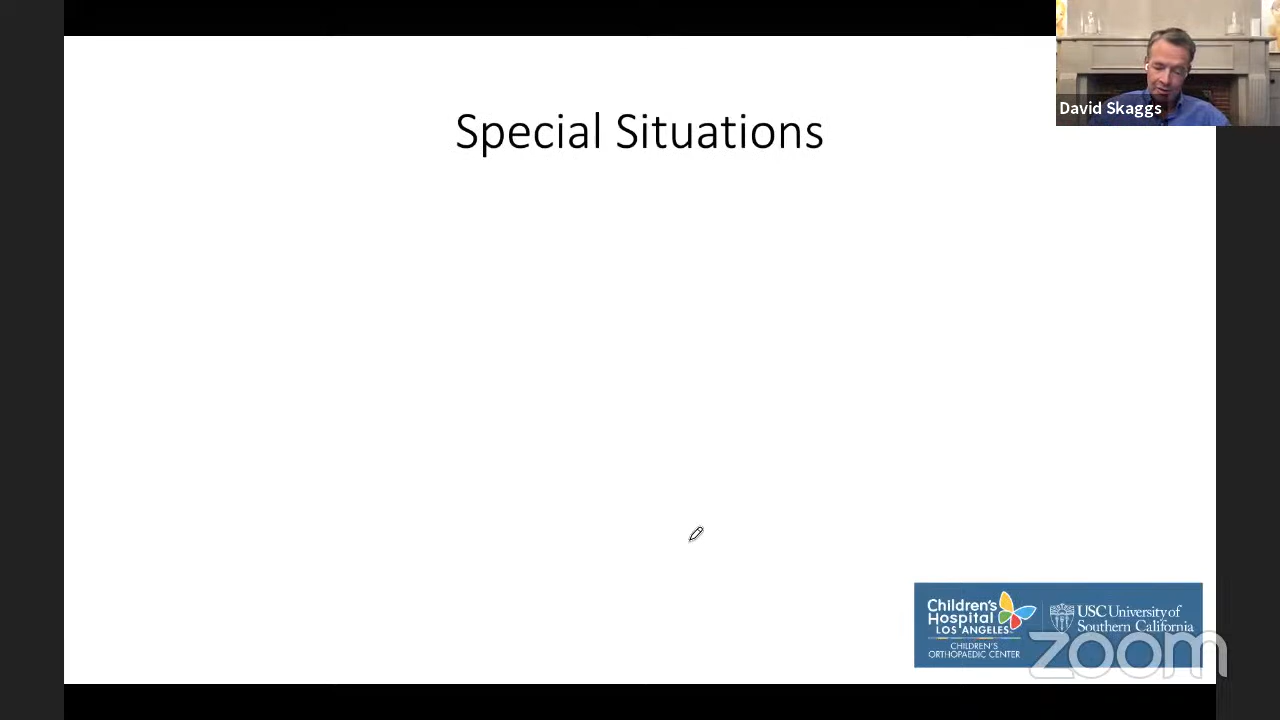 David Skaggs
Special Situations
Children's
Hospital
LOS ANGELES
CHILDREN'S
ORTHOPAEDIC CENTER
USC University of
Southern California
zoom